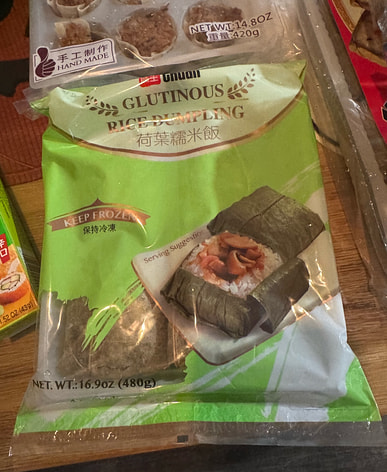 NET WT:14.8OZ
重量:420g
手工制作
HAND MADE
GLUTINOUS
RICE DUMPLING
荷葉糯米飯
KEEP FROZEN
保持冷凍
Serving Suggestion
NET. WT.:16.9oz (480g)